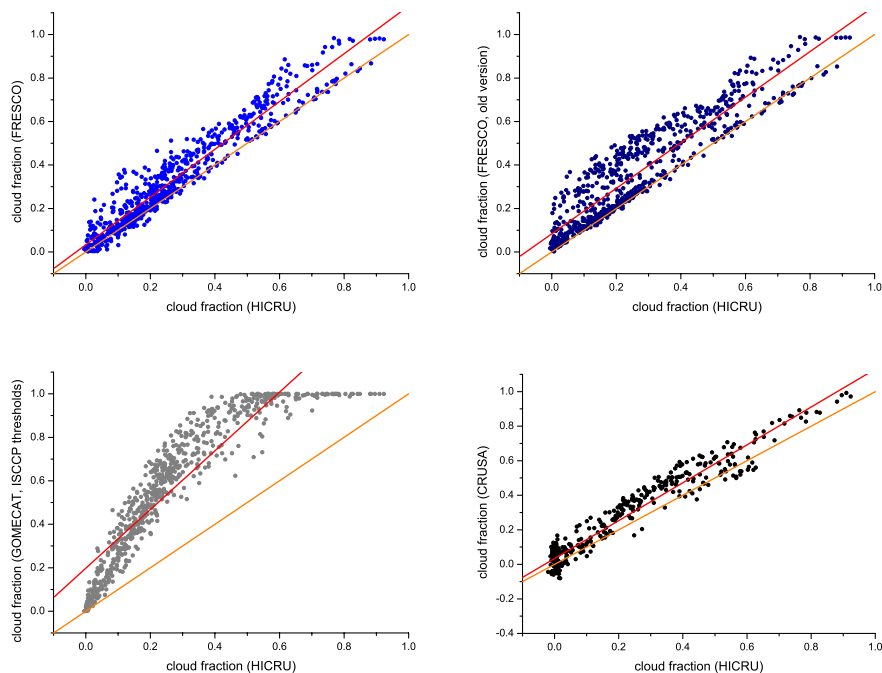 1.0
0.8
0.6
0.4
0.2
0.0
cloud fraction (FRESCO)
0.0 0.2 0.4 0.6 0.8 1.0
cloud fraction (HICRU)
1.0
0.8
0.6
0.4
0.2
0.0
cloud fraction (FRESCO, old version)
0.0 0.2 0.4 0.6 0.8 1.0
cloud fraction (HICRU)
1.0
0.8
0.6
0.4
0.2
0.0
cloud fraction (GOMECAT, ISCCP thresholds)
0.0 0.2 0.4 0.6 0.8 1.0
cloud fraction (HICRU)
1.0
0.8
0.6
0.4
0.2
0.0
-0.2
-0.4
cloud fraction (CRUSA)
0.0 0.2 0.4 0.6 0.8 1.0
cloud fraction (HICRU)